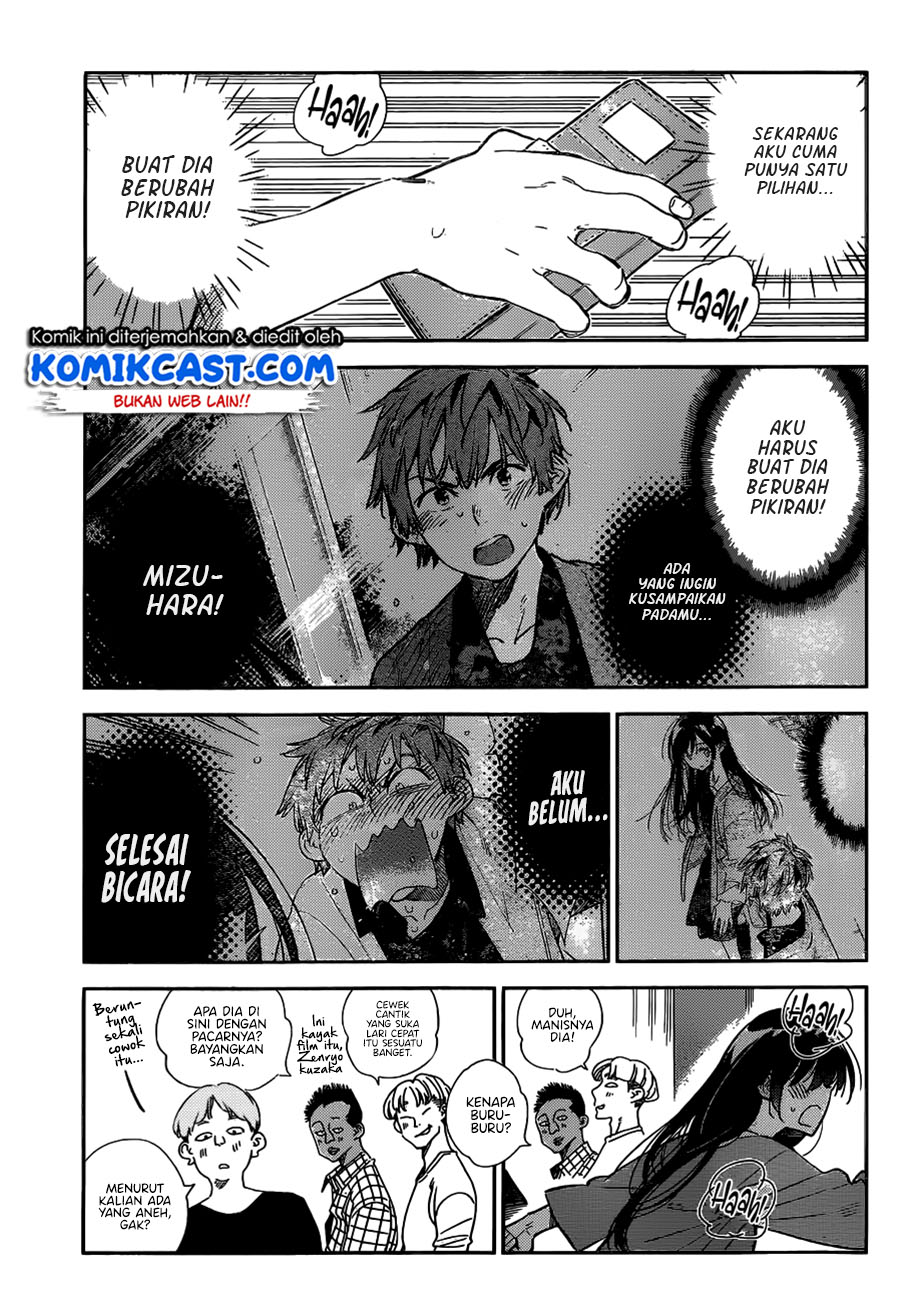 Haah!
SEKARANG
AKU CUMA
PUNYA SATU
PILIHAN...
BUAT DIA
BERUBAH
PIKIRAN!
Haah!
Komik ini diterjemahkan & diedit oleh
KOMIKCAST.COM
BUKAN WEB LAIN!!
AKU
HARUS
BUAT DIA
BERUBAH
PIKIRAN!
ADA
YANG INGIN
KUSAMPAIKAN
PADAMU...
MIZU-
HARA!
AKU
BELUM...
SELESAI
BICARA!
Haah!
DUH,
MANISNYA
DIA!
KENAPA
BURU-
BURU?
Haah!
CEWEK
CANTIK
YANG SUKA
LARI CEPAT
ITU SESUATU
BANGET.
Ini
kayak
film itu,
Zenryo
kuzaka
APA DIA DI
SINI DENGAN
PACARNYA?
BAYANGKAN
SAJA.
Berun-
tung
sekali
cowok
itu...
MENURUT
KALIAN ADA
YANG ANEH,
GAK?